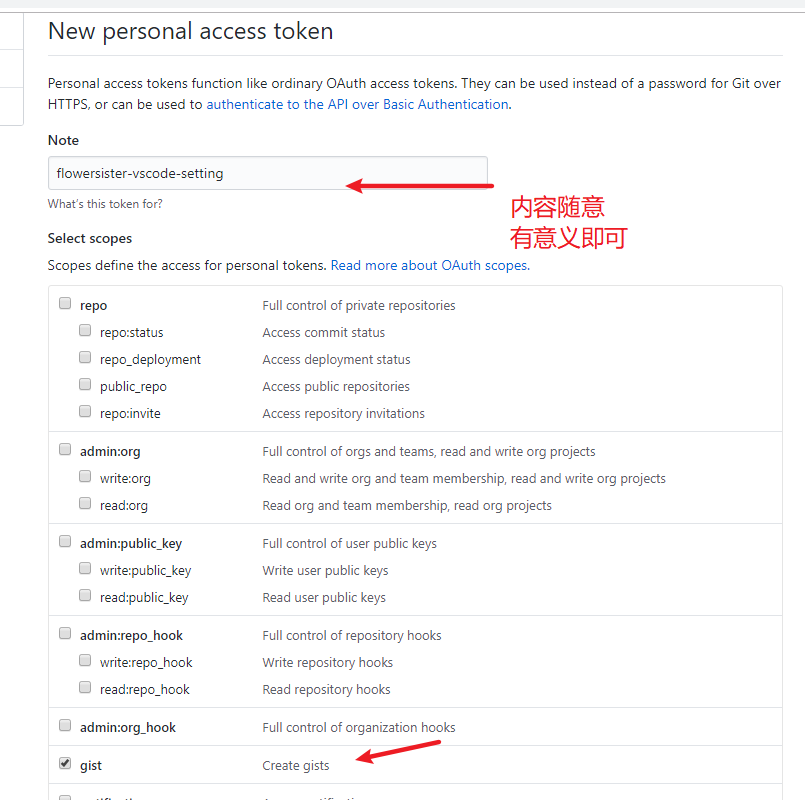 New personal access token
Personal access tokens function like ordinary OAuth access tokens. They can be used instead of a password for Git over
HTTPS, or can be used to authenticate to the API over Basic Authentication.
Note
flowersister-vscode-setting
What's this token for?
内容随意
有意义即可
Select scopes
Scopes define the access for personal tokens. Read more about OAuth scopes.
repo Full control of private repositories
repo:status Access commit status
repo_deployment Access deployment status
public_repo Access public repositories
repo:invite Access repository invitations
admin:org Full control of orgs and teams, read and write org projects
write:org Read and write org and team membership, read and write org projects
read:org Read org and team membership, read org projects
admin:public_key Full control of user public keys
write:public_key Write user public keys
read:public_key Read user public keys
admin:repo_hook Full control of repository hooks
write:repo_hook Write repository hooks
read:repo_hook Read repository hooks
admin:org_hook Full control of organization hooks
gist Create gists